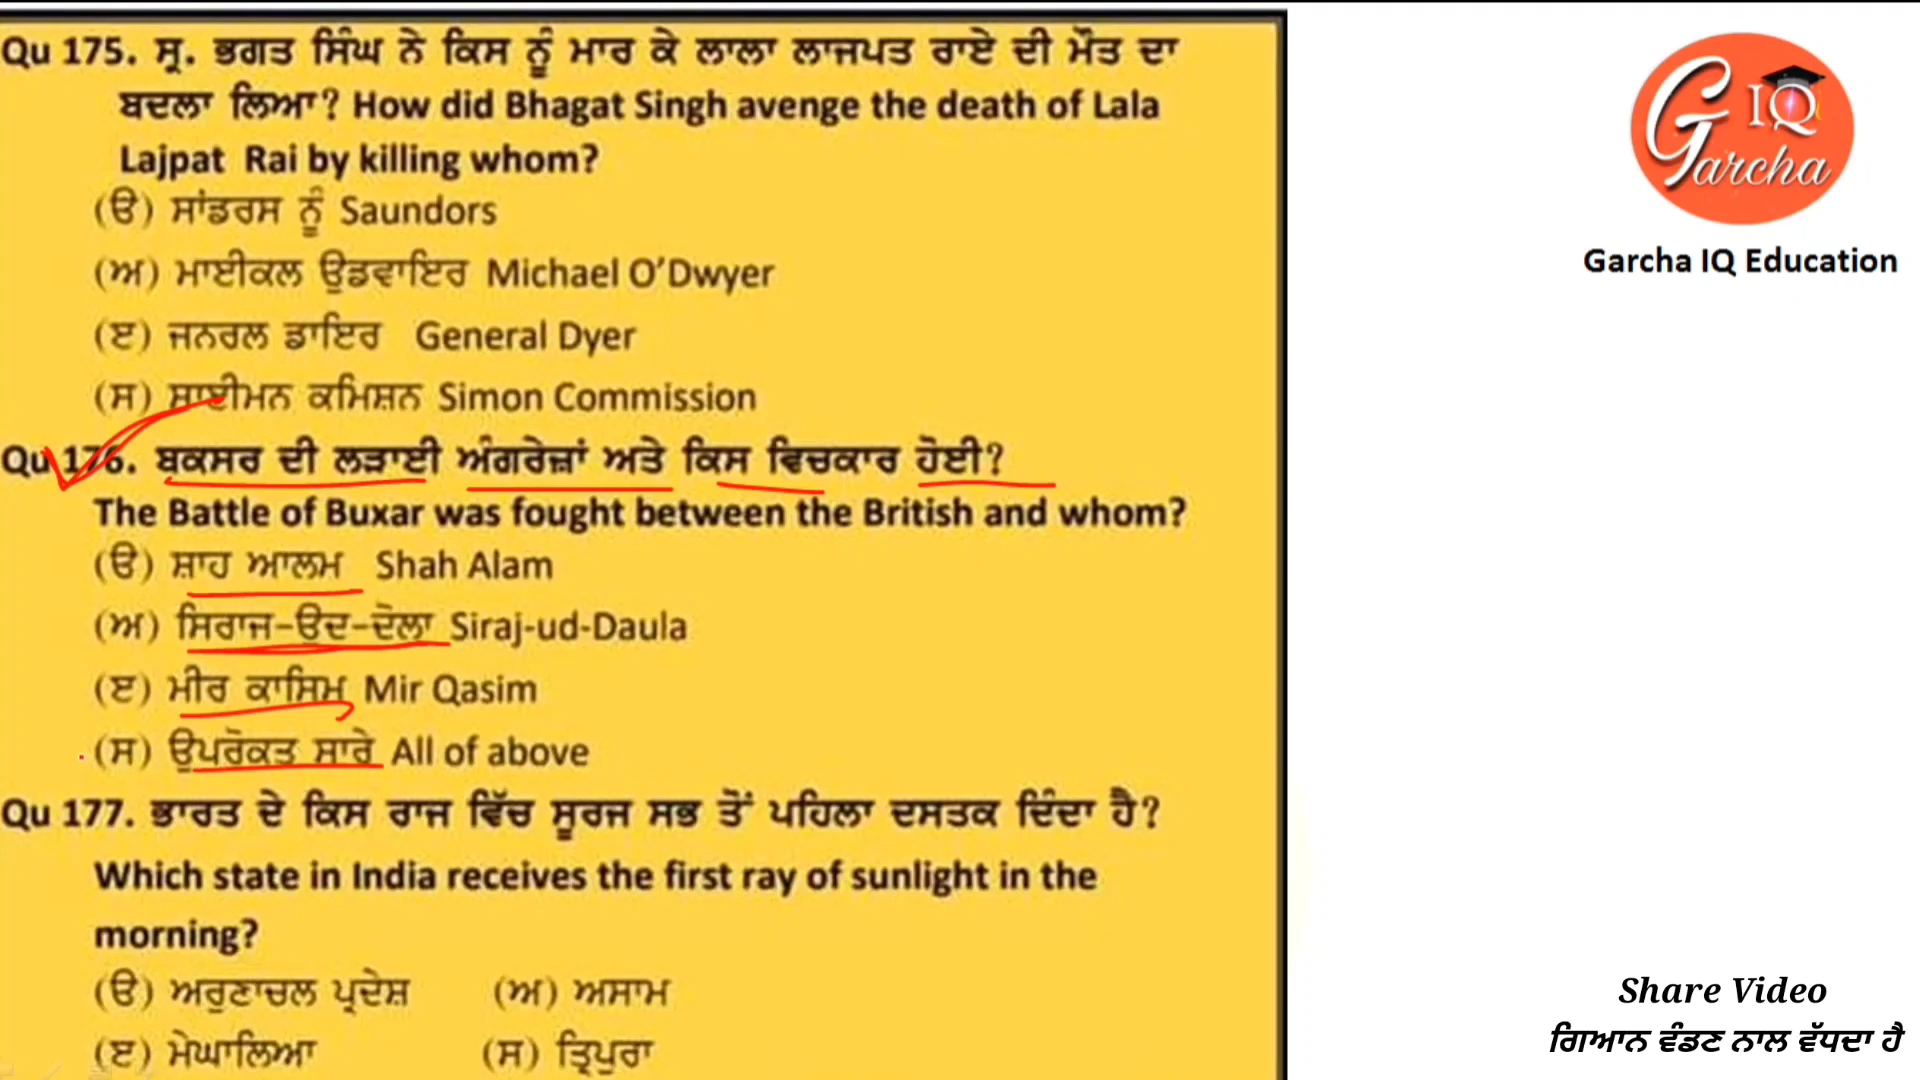 Qu 175. ਸ੍ਰ. ਭਗਤ ਸਿੰਘ ਨੇ ਕਿਸ ਨੂੰ ਮਾਰ ਕੇ ਲਾਲਾ ਲਾਜਪਤ ਰਾਏ ਦੀ ਮੌਤ ਦਾ
ਬਦਲਾ ਲਿਆ? How did Bhagat Singh avenge the death of Lala
Lajpat Rai by killing whom?
(ੳ) ਸਾਂਡਰਸ ਨੂੰ Saundors
(ਅ) ਮਾਈਕਲ ਉਡਵਾਇਰ Michael O’Dwyer
(ੲ) ਜਨਰਲ ਡਾਇਰ General Dyer
(ਸ) ਸਾਈਮਨ ਕਮਿਸ਼ਨ Simon Commission
Qu 176. ਬਕਸਰ ਦੀ ਲੜਾਈ ਅੰਗਰੇਜ਼ਾਂ ਅਤੇ ਕਿਸ ਵਿਚਕਾਰ ਹੋਈ?
The Battle of Buxar was fought between the British and whom?
(ੳ) ਸ਼ਾਹ ਆਲਮ Shah Alam
(ਅ) ਸਿਰਾਜ-ਉਦ-ਦੋਲਾ Siraj-ud-Daula
(ੲ) ਮੀਰ ਕਾਸਿਮ Mir Qasim
(ਸ) ਉਪਰੋਕਤ ਸਾਰੇ All of above
Qu 177. ਭਾਰਤ ਦੇ ਕਿਸ ਰਾਜ ਵਿੱਚ ਸੂਰਜ ਸਭ ਤੋਂ ਪਹਿਲਾ ਦਸਤਕ ਦਿੰਦਾ ਹੈ?
Which state in India receives the first ray of sunlight in the
morning?
(ੳ) ਅਰੁਣਾਚਲ ਪ੍ਰਦੇਸ਼ (ਅ) ਅਸਾਮ
(ੲ) ਮੇਘਾਲਿਆ (ਸ) ਤ੍ਰਿਪੁਰਾ
IQ
Garcha
Garcha IQ Education
Share Video
ਗਿਆਨ ਵੰਡਣ ਨਾਲ ਵੱਧਦਾ ਹੈ